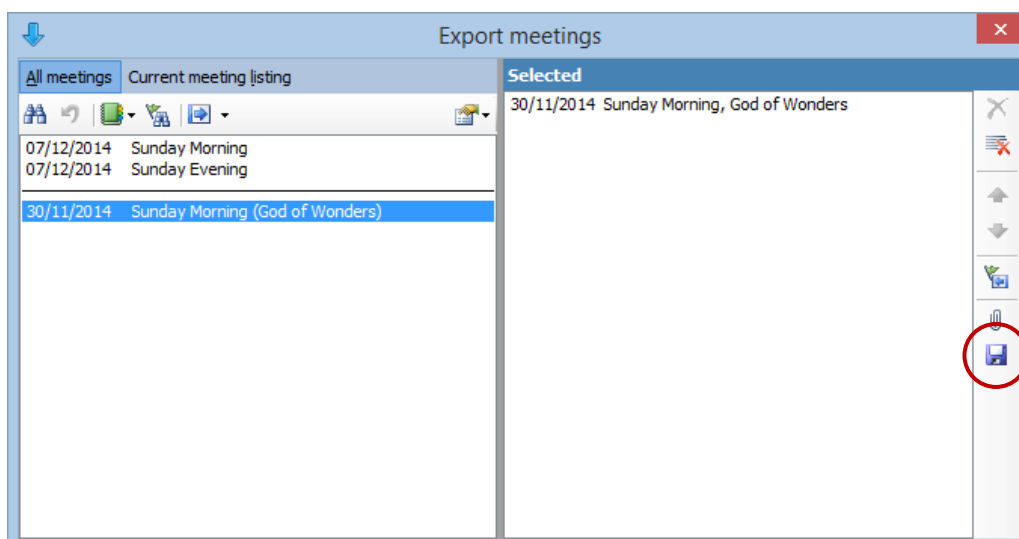 Export meetings
All meetings Current meeting listing
07/12/2014 Sunday Morning
07/12/2014 Sunday Evening
30/11/2014 Sunday Morning (God of Wonders)
Selected
30/11/2014 Sunday Morning, God of Wonders